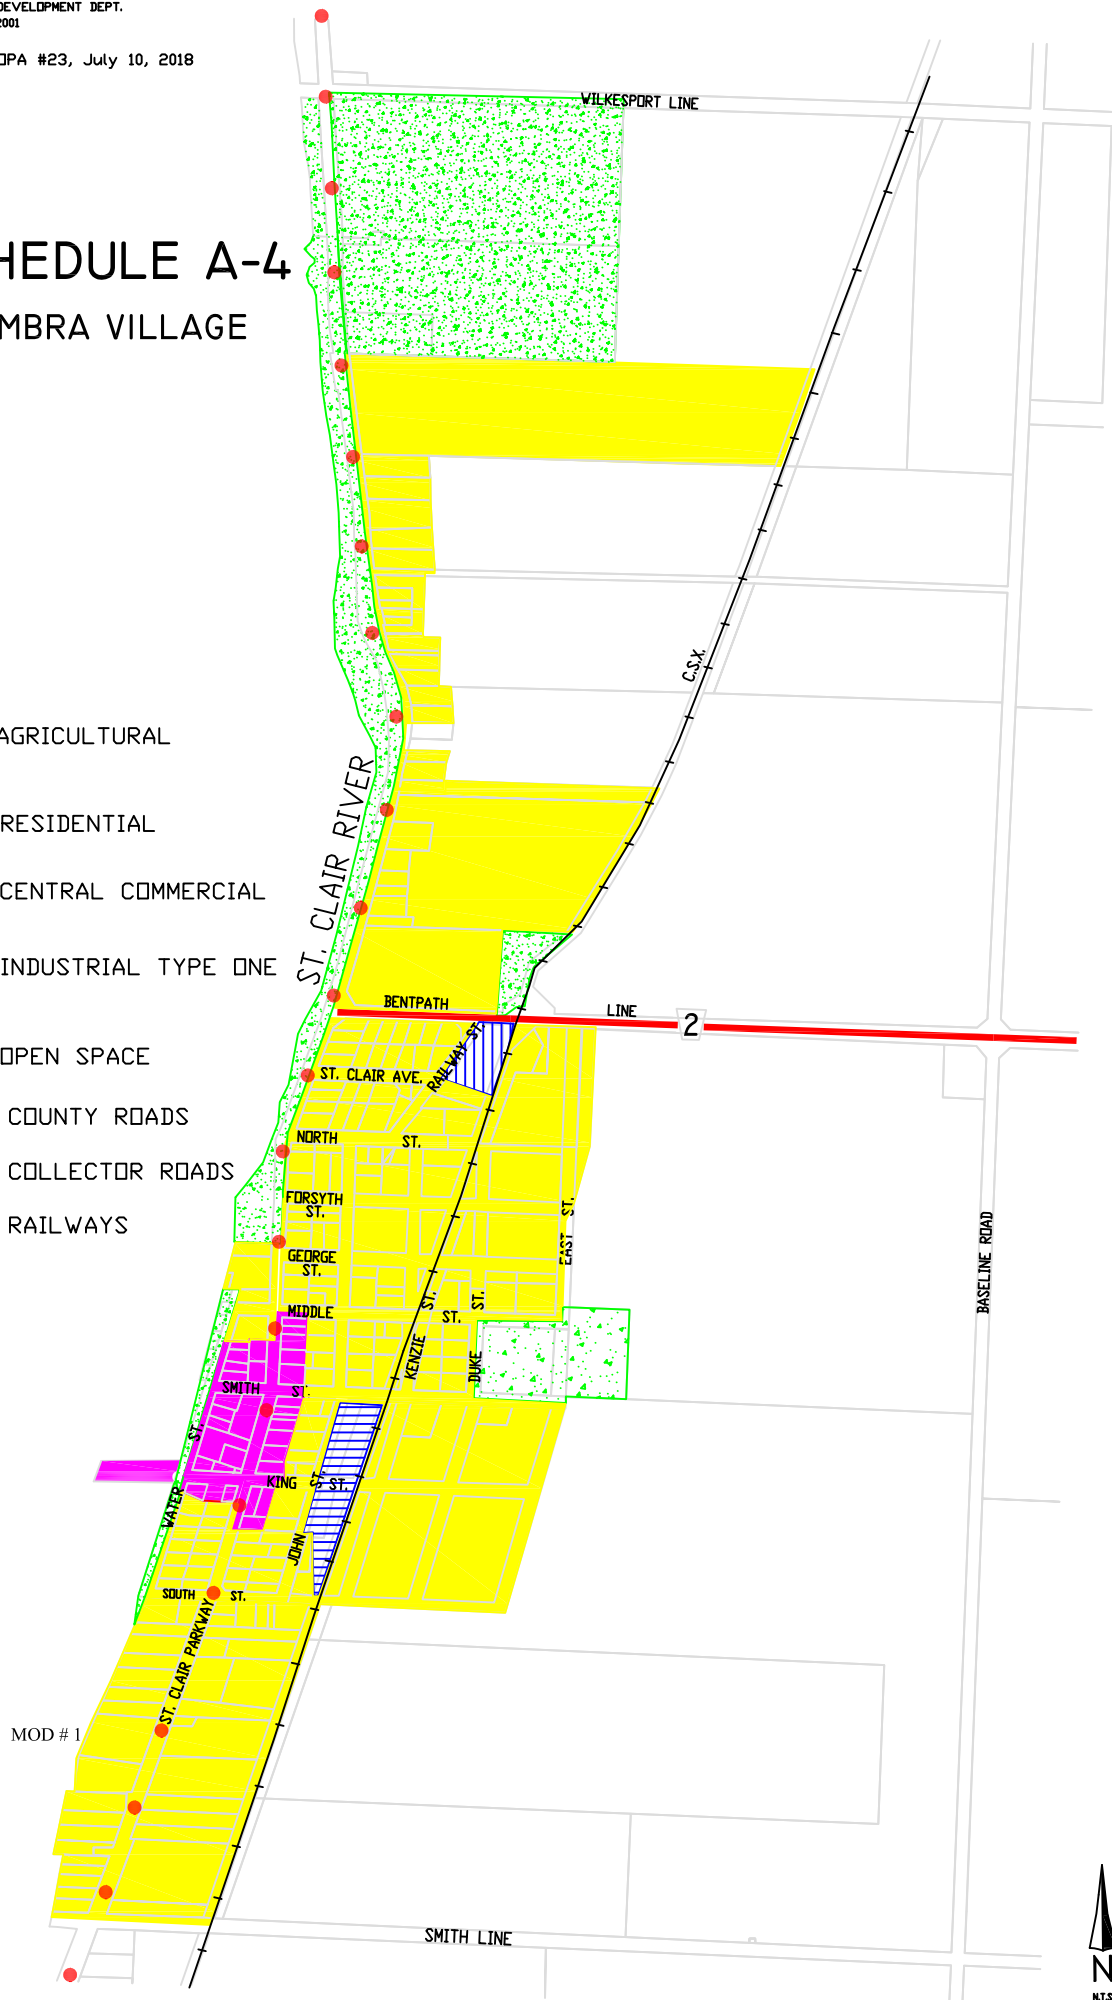 DEVELOPMENT DEPT.
2001
OPA #23, July 10, 2018
WILKESPORT LINE
HEDULE A-4
MBRA VILLAGE
C.S.X.
AGRICULTURAL
ST. CLAIR RIVER
RESIDENTIAL
CENTRAL COMMERCIAL
INDUSTRIAL TYPE ONE
BENTPATH
LINE
2
RAILWAY ST.
OPEN SPACE
ST. CLAIR AVE.
COUNTY ROADS
NORTH
ST.
COLLECTOR ROADS
FORSYTH
ST.
EAST ST.
RAILWAYS
GEORGE
ST.
BASELINE ROAD
MIDDLE
ST.
KENZIE
ST.
DUKE
ST.
SMITH
ST.
WATER
ST.
KING
ST.
JOHN
ST.
SOUTH
ST.
ST. CLAIR PARKWAY
MOD # 1
SMITH LINE
N
N.T.S